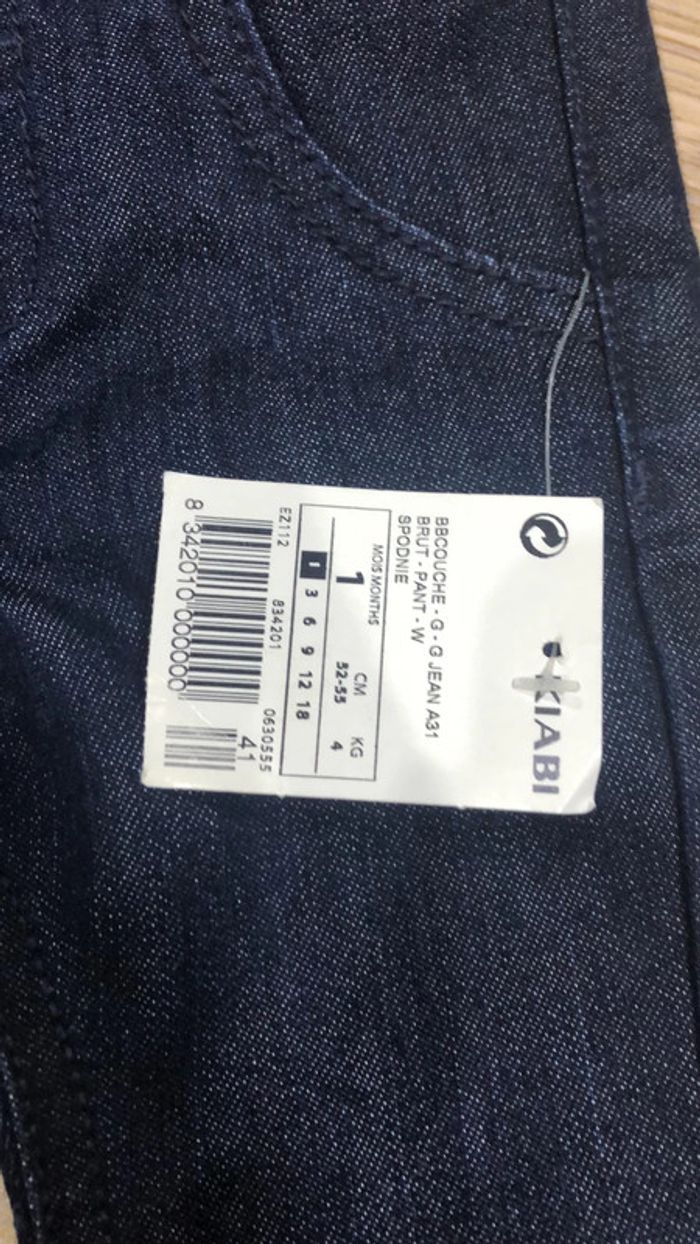 KIABI
BBCOUCHE - G - G JEAN A31
BRUT - PANT - W
SPODNIE
MOIS MONTHS CM KG
1 52-55 4
1 3 6 9 12 18
EZ112 834201 0630555
41
8 342010 000000